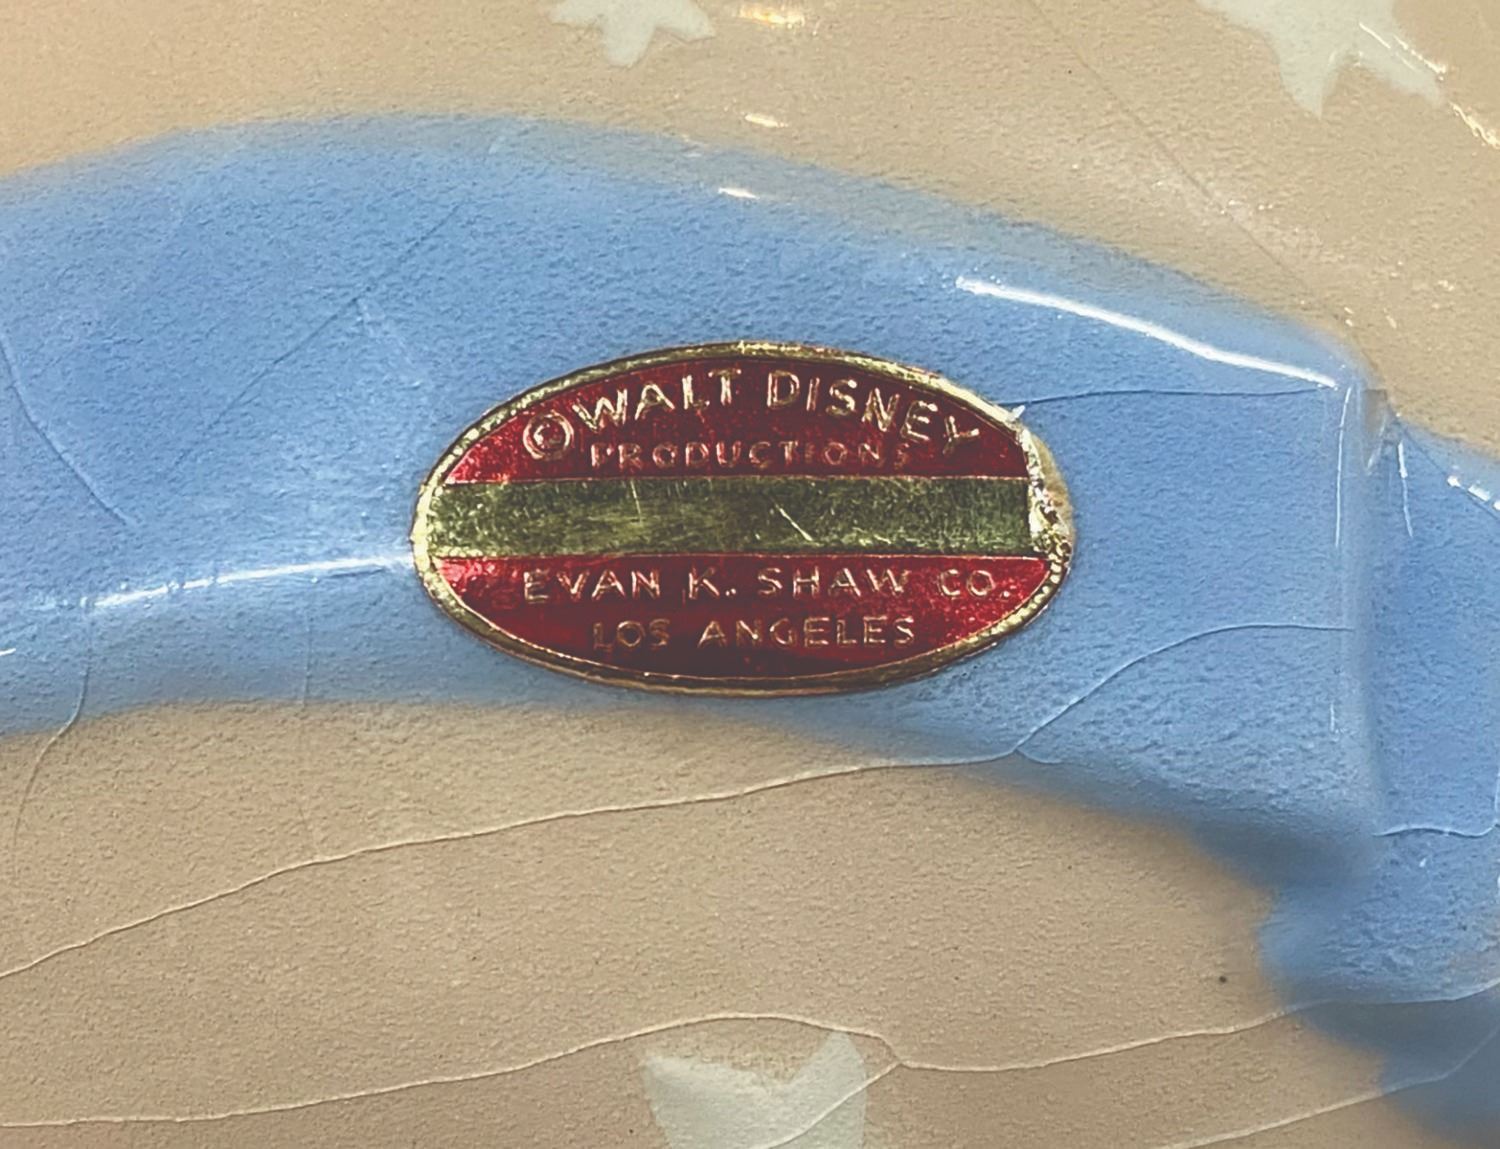 © WALT DISNEY
PRODUCTIONS
EVAN K. SHAW CO.
LOS ANGELES